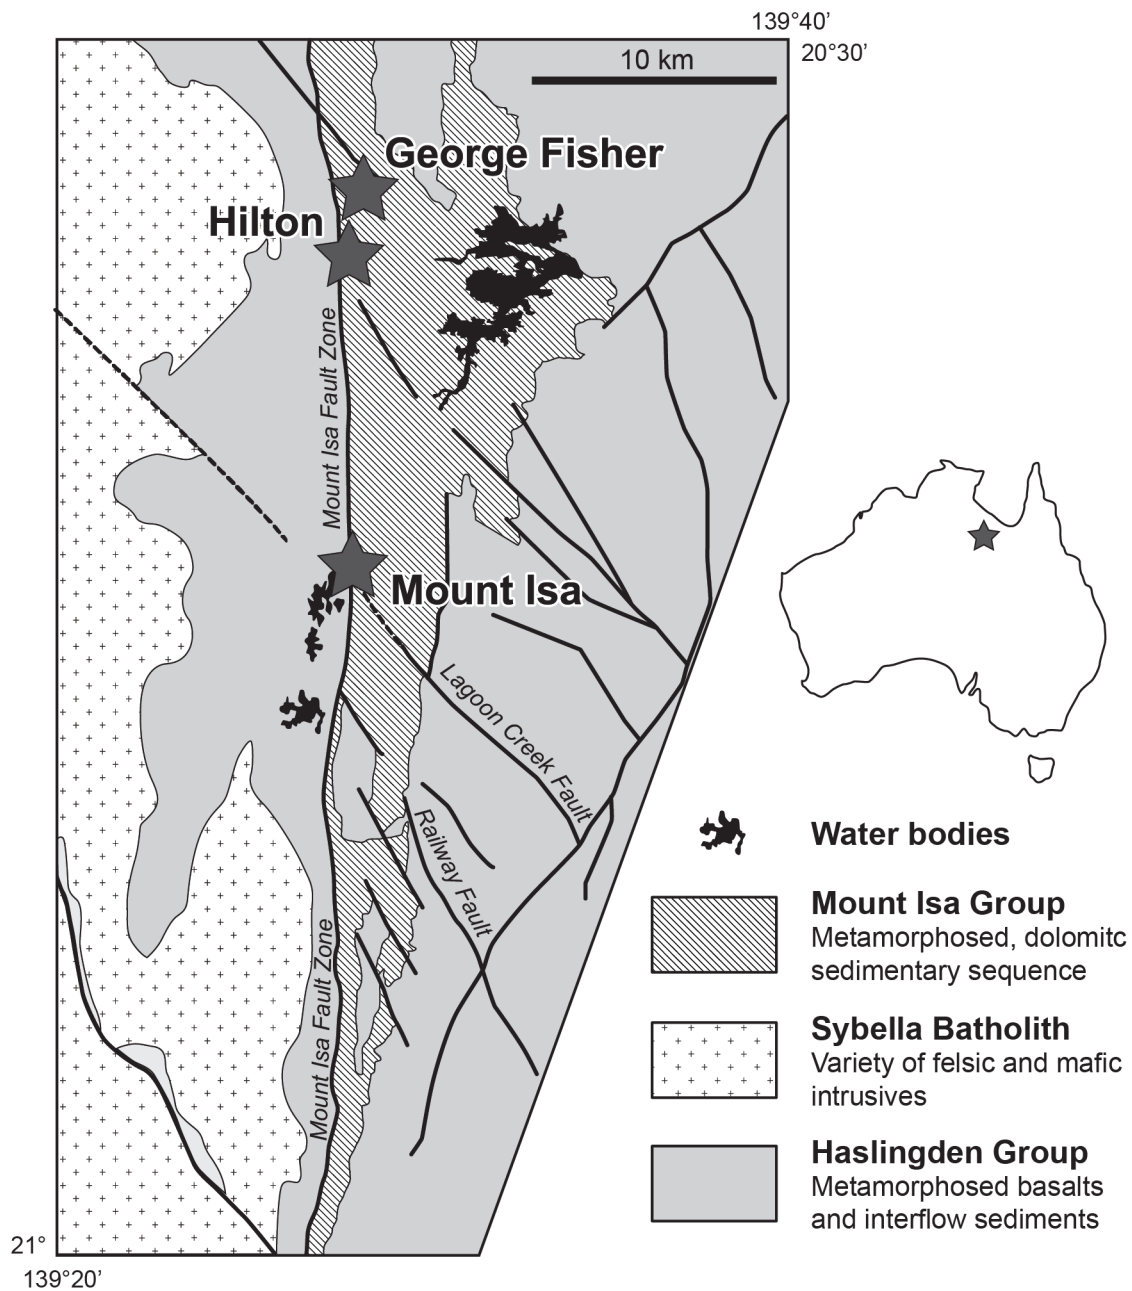 139°40’
20°30’
10 km
George Fisher
Hilton
Mount Isa Fault Zone
Mount Isa
Lagoon Creek Fault
Railway Fault
Mount Isa Fault Zone
Water bodies
Mount Isa Group
Metamorphosed, dolomitc
sedimentary sequence
Sybella Batholith
Variety of felsic and mafic
intrusives
Haslingden Group
Metamorphosed basalts
and interflow sediments
21°
139°20’